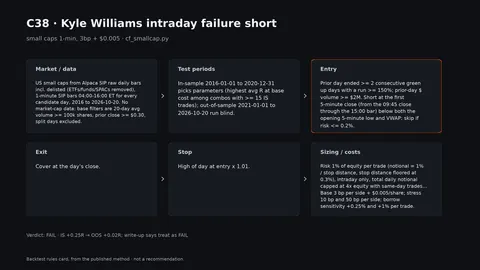 C38 · Kyle Williams intraday failure short
small caps 1-min, 3bp + $0.005 · cf_smallcap.py
Market / data
US small caps from Alpaca SIP raw daily bars
incl. delisted (ETFs/funds/SPACs removed),
1-minute SIP bars 04:00-16:00 ET for every
candidate day. 2016 to 2026-10-20. No
market-cap data: base filters are 20-day avg
volume >= 100k shares, prior close >= $0.30,
split days excluded.
Test periods
In-sample 2016-01-01 to 2020-12-31
picks parameters (highest avg R at base
cost among combos with >= 15 IS
trades); out-of-sample 2021-01-01 to
2026-10-20 run blind.
Entry
Prior day ended >= 2 consecutive green
up days with a run >= 150%; prior-day $
volume >= $2M. Short at the first
5-minute close (from the 09:45 close
through the 15:00 bar) below both the
opening 5-minute low and VWAP; skip if
risk <= 0.2%.
Exit
Cover at the day's close.
Stop
High of day at entry x 1.01.
Sizing / costs
Risk 1% of equity per trade (notional = 1%
/ stop distance, stop distance floored at
0.3%), intraday only, total daily notional
capped at 4x equity with same-day trades...
Base 3 bp per side + $0.005/share; stress
10 bp and 50 bp per side; borrow
sensitivity +0.25% and +1% per trade.
Verdict: FAIL · IS +0.25R → OOS +0.02R; write-up says treat as FAIL
Backtest rules card, from the published method · not a recommendation.